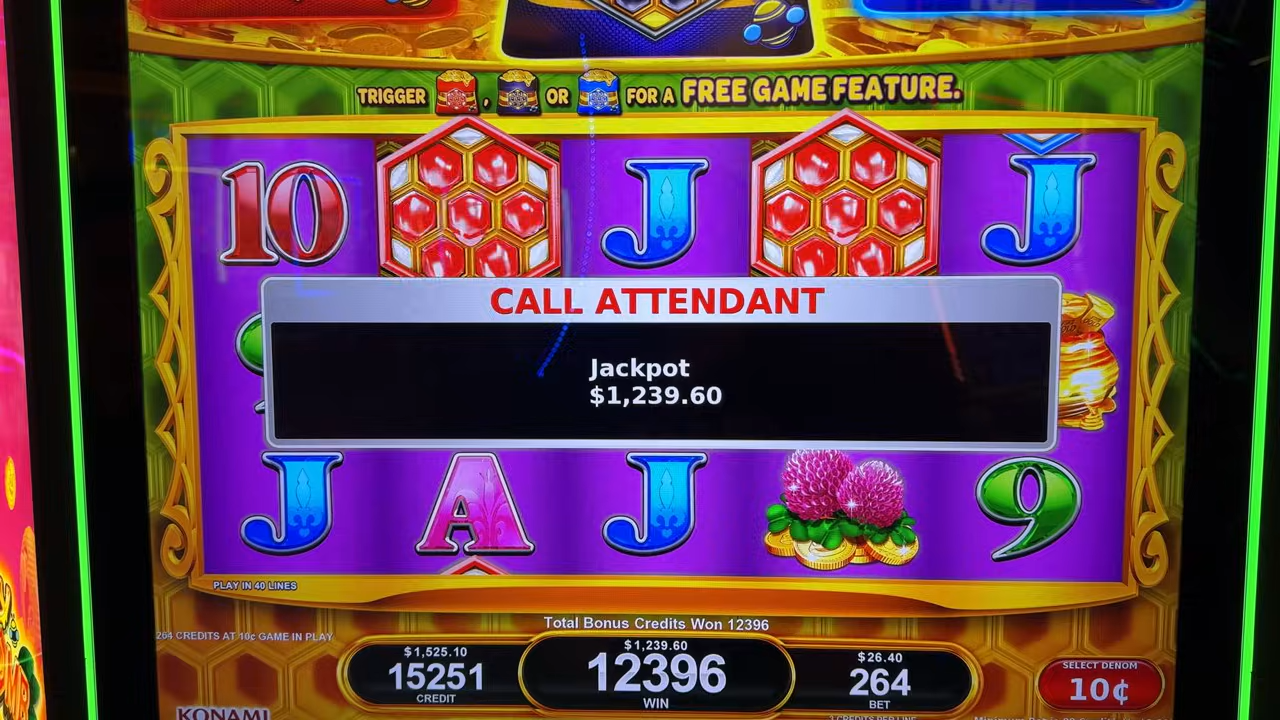 TRIGGER , OR FOR A FREE GAME FEATURE.
10 J J
CALL ATTENDANT
Jackpot
$1,239.60
J A J 9
PLAY IN 40 LINES
Total Bonus Credits Won 12396
264 CREDITS AT 10¢ GAME IN PLAY
$1,525.10
15251
CREDIT
$1,239.60
12396
WIN
$26.40
264
BET
SELECT DENOM
10¢
KONAMI